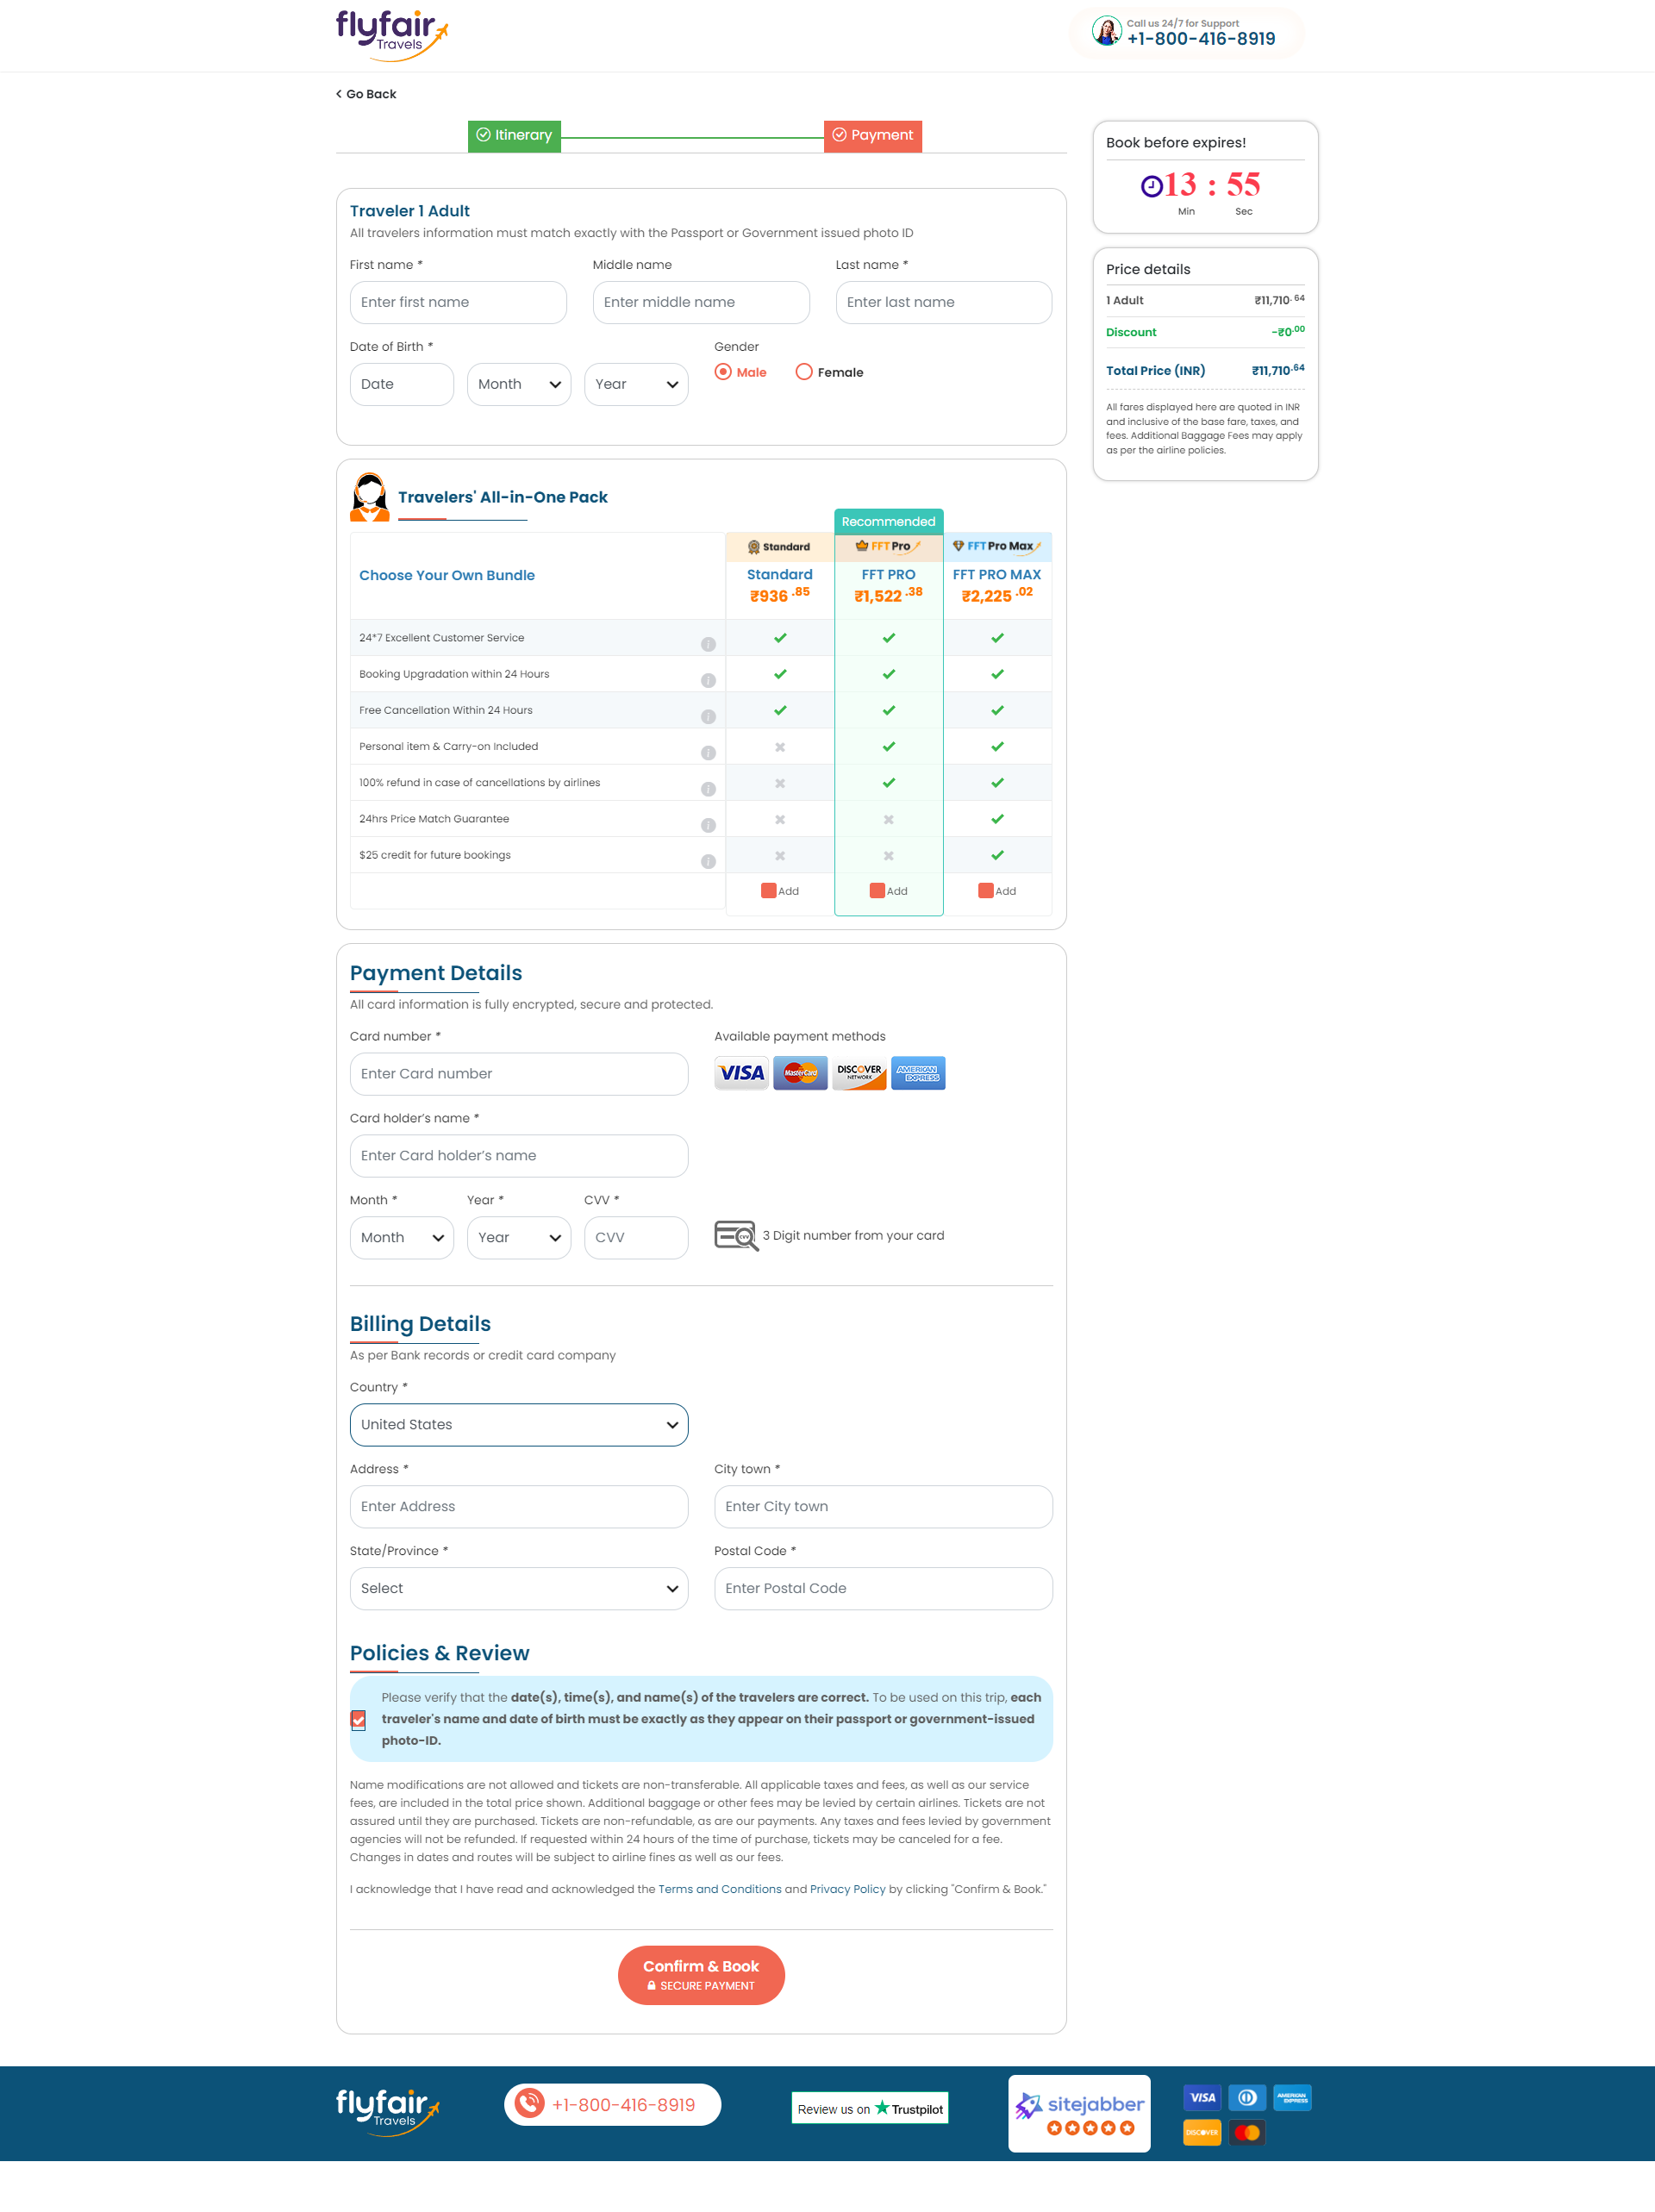 flyfair
Travels
Call us 24/7 for Support
+1-800-416-8919
Go Back
Itinerary
Payment
Book before expires!
13 : 55
Min Sec
Traveler 1 Adult
All travelers information must match exactly with the Passport or Government issued photo ID
First name * Middle name Last name *
Enter first name Enter middle name Enter last name
Date of Birth * Gender
Date Month Year Male Female
Price details
1 Adult ₹11,710.64
Discount -₹0.00
Total Price (INR) ₹11,710.64
All fares displayed here are quoted in INR
and inclusive of the base fare, taxes, and
fees. Additional Baggage Fees may apply
as per the airline policies.
Travelers' All-in-One Pack
Recommended
Standard FFT Pro FFT Pro Max
Choose Your Own Bundle Standard FFT PRO FFT PRO MAX
₹936.85 ₹1,522.38 ₹2,225.02
24*7 Excellent Customer Service
Booking Upgradation within 24 Hours
Free Cancellation Within 24 Hours
Personal item & Carry-on Included
100% refund in case of cancellations by airlines
24hrs Price Match Guarantee
$25 credit for future bookings
Add Add Add
Payment Details
All card information is fully encrypted, secure and protected.
Card number * Available payment methods
Enter Card number VISA MasterCard DISCOVER NETWORK AMERICAN EXPRESS
Card holder's name *
Enter Card holder's name
Month * Year * CVV *
Month Year CVV CVV 3 Digit number from your card
Billing Details
As per Bank records or credit card company
Country *
United States
Address * City town *
Enter Address Enter City town
State/Province * Postal Code *
Select Enter Postal Code
Policies & Review
Please verify that the date(s), time(s), and name(s) of the travelers are correct. To be used on this trip, each
traveler's name and date of birth must be exactly as they appear on their passport or government-issued
photo-ID.
Name modifications are not allowed and tickets are non-transferable. All applicable taxes and fees, as well as our service
fees, are included in the total price shown. Additional baggage or other fees may be levied by certain airlines. Tickets are not
assured until they are purchased. Tickets are non-refundable, as are our payments. Any taxes and fees levied by government
agencies will not be refunded. If requested within 24 hours of the time of purchase, tickets may be canceled for a fee.
Changes in dates and routes will be subject to airline fines as well as our fees.
I acknowledge that I have read and acknowledged the Terms and Conditions and Privacy Policy by clicking "Confirm & Book."
Confirm & Book
SECURE PAYMENT
flyfair
Travels
+1-800-416-8919
Review us on Trustpilot
sitejabber
VISA AMERICAN EXPRESS
DISCOVER